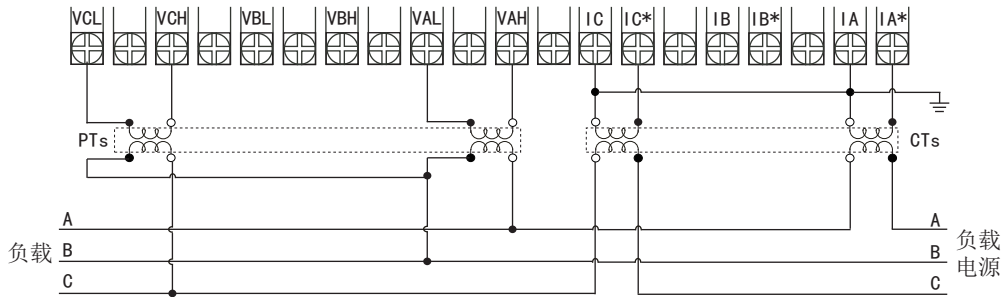 VCL VCH VBL VBH VAL VAH IC IC* IB IB* IA IA*
PTs CTs
A A
负载 B B 负载
电源
C C